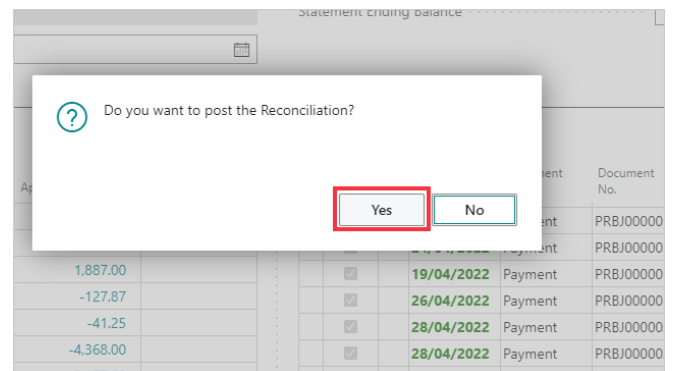 Statement Ending Balance
Do you want to post the Reconciliation?
Yes No
Document
No.
PRBJ00000
Payment PRBJ00000
1,887.00 19/04/2022 Payment PRBJ00000
-127.87 26/04/2022 Payment PRBJ00000
-41.25 28/04/2022 Payment PRBJ00000
-4,368.00 28/04/2022 Payment PRBJ00000